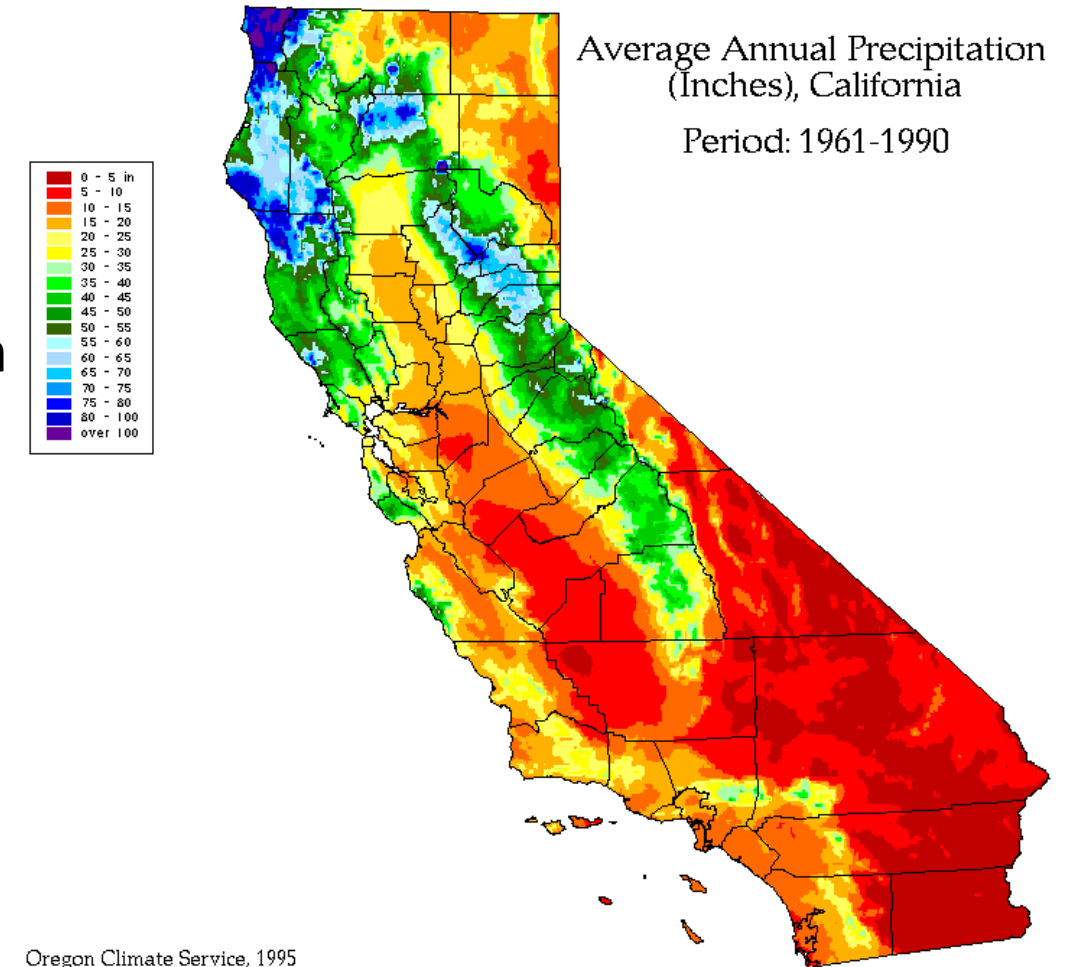 Average Annual Precipitation
(Inches), California
Period: 1961-1990
0 - 5 in
5 - 10
10 - 15
15 - 20
20 - 25
25 - 30
30 - 35
35 - 40
40 - 45
45 - 50
50 - 55
55 - 60
60 - 65
65 - 70
70 - 75
75 - 80
80 - 100
over 100
Oregon Climate Service, 1995